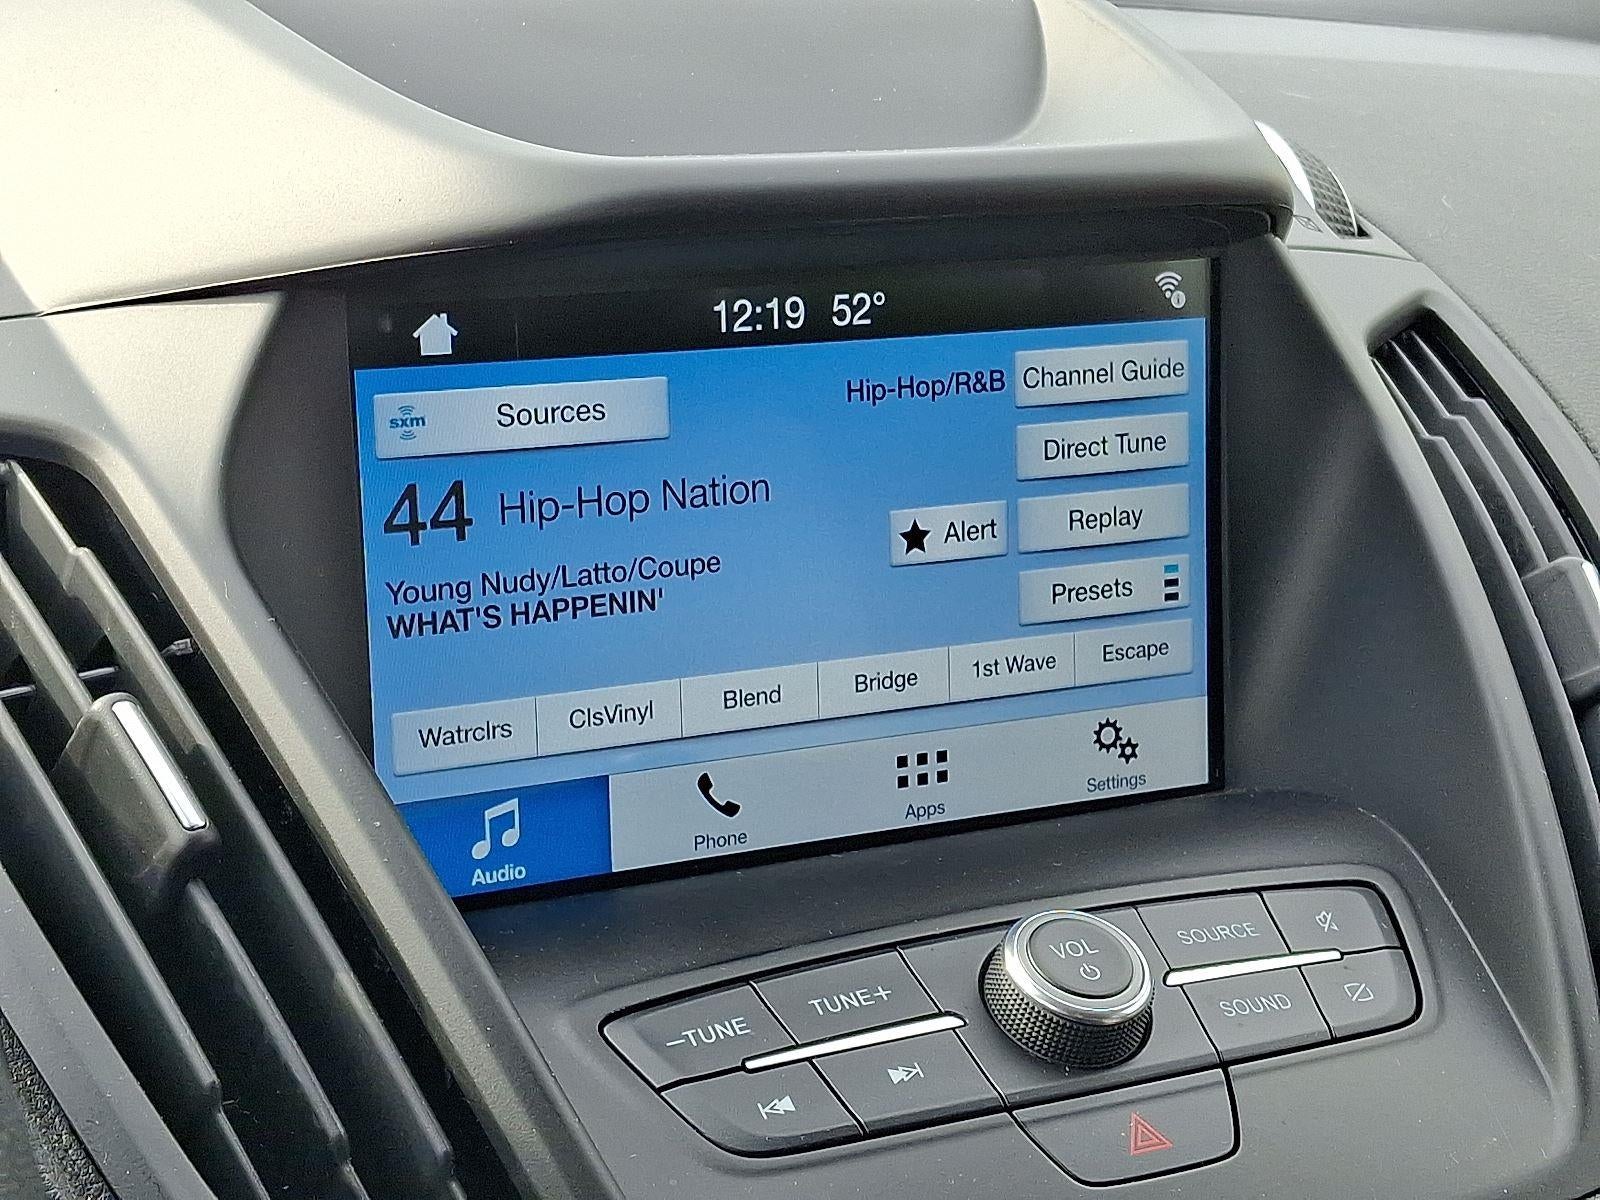 12:19 52°
sxm Sources
Hip-Hop/R&B
Channel Guide
Direct Tune
44 Hip-Hop Nation
Alert
Replay
Young Nudy/Latto/Coupe
WHAT'S HAPPENIN'
Presets
Watrclrs
ClsVinyl
Blend
Bridge
1st Wave
Escape
Audio
Phone
Apps
Settings
−TUNE
TUNE+
VOL
SOURCE
SOUND